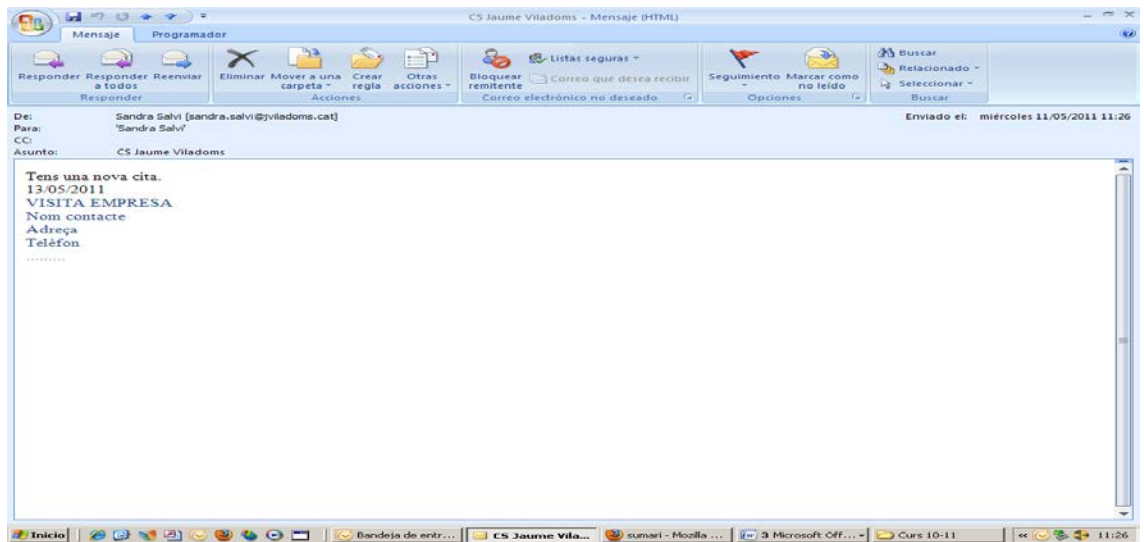 CS Jaume Viladoms - Mensaje (HTML)
Mensaje Programador
Responder Responder a todos Reenviar
Responder
Eliminar Mover a una carpeta Crear regla Otras acciones
Acciones
Bloquear remitente Listas seguras Correo que desea recibir
Correo electrónico no deseado
Seguimiento Marcar como no leído
Opciones
Buscar
Relacionado
Seleccionar
Buscar
De: Sandra Salvi [sandra.salvi@jviladoms.cat] Enviado el: miércoles 11/05/2011 11:26
Para: 'Sandra Salvi'
CC:
Asunto: CS Jaume Viladoms
Tens una nova cita.
13/05/2011
VISITA EMPRESA
Nom contacte
Adreça
Telèfon
.........
Inicio Bandeja de entr... CS Jaume Vila... sumari - Mozilla ... 3 Microsoft Off... Curs 10-11 « 11:26